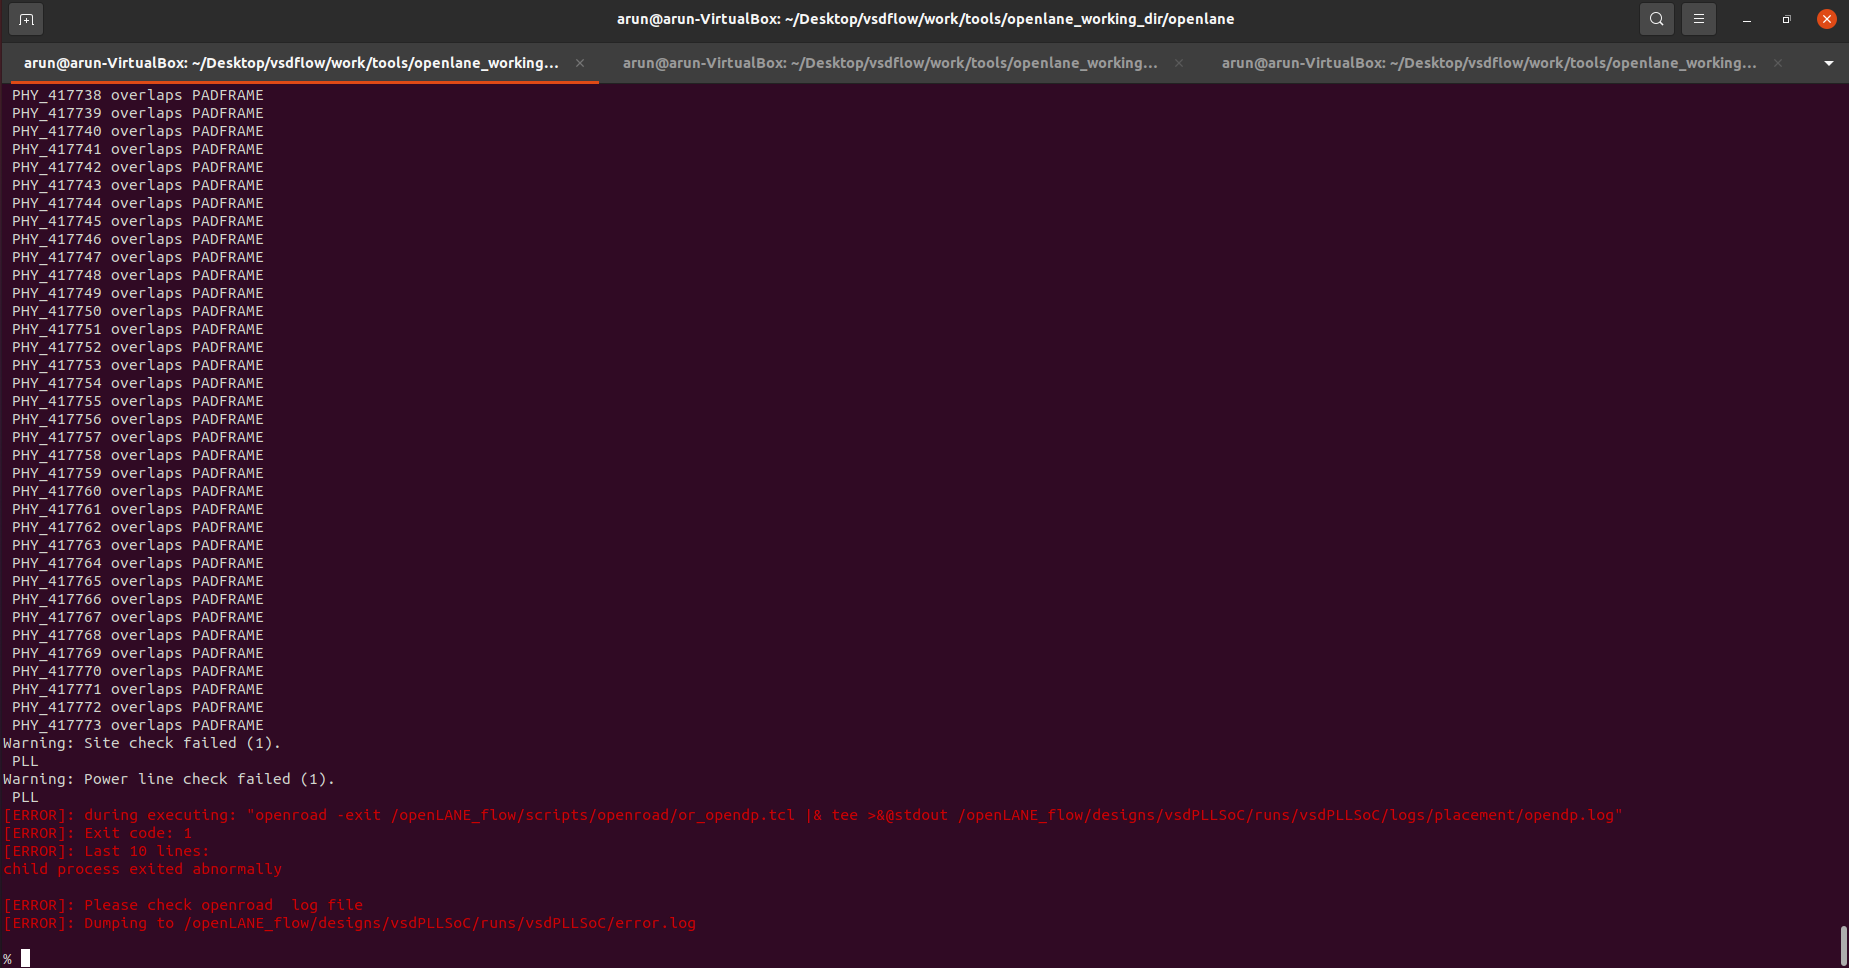 arun@arun-VirtualBox: ~/Desktop/vsdflow/work/tools/openlane_working_dir/openlane
arun@arun-VirtualBox: ~/Desktop/vsdflow/work/tools/openlane_working...
arun@arun-VirtualBox: ~/Desktop/vsdflow/work/tools/openlane_working...
arun@arun-VirtualBox: ~/Desktop/vsdflow/work/tools/openlane_working...
PHY_417738 overlaps PADFRAME
PHY_417739 overlaps PADFRAME
PHY_417740 overlaps PADFRAME
PHY_417741 overlaps PADFRAME
PHY_417742 overlaps PADFRAME
PHY_417743 overlaps PADFRAME
PHY_417744 overlaps PADFRAME
PHY_417745 overlaps PADFRAME
PHY_417746 overlaps PADFRAME
PHY_417747 overlaps PADFRAME
PHY_417748 overlaps PADFRAME
PHY_417749 overlaps PADFRAME
PHY_417750 overlaps PADFRAME
PHY_417751 overlaps PADFRAME
PHY_417752 overlaps PADFRAME
PHY_417753 overlaps PADFRAME
PHY_417754 overlaps PADFRAME
PHY_417755 overlaps PADFRAME
PHY_417756 overlaps PADFRAME
PHY_417757 overlaps PADFRAME
PHY_417758 overlaps PADFRAME
PHY_417759 overlaps PADFRAME
PHY_417760 overlaps PADFRAME
PHY_417761 overlaps PADFRAME
PHY_417762 overlaps PADFRAME
PHY_417763 overlaps PADFRAME
PHY_417764 overlaps PADFRAME
PHY_417765 overlaps PADFRAME
PHY_417766 overlaps PADFRAME
PHY_417767 overlaps PADFRAME
PHY_417768 overlaps PADFRAME
PHY_417769 overlaps PADFRAME
PHY_417770 overlaps PADFRAME
PHY_417771 overlaps PADFRAME
PHY_417772 overlaps PADFRAME
PHY_417773 overlaps PADFRAME
Warning: Site check failed (1).
PLL
Warning: Power line check failed (1).
PLL
[ERROR]: during executing: "openroad -exit /openLANE_flow/scripts/openroad/or_opendp.tcl |& tee >&@stdout /openLANE_flow/designs/vsdPLLSoC/runs/vsdPLLSoC/logs/placement/opendp.log"
[ERROR]: Exit code: 1
[ERROR]: Last 10 lines:
child process exited abnormally
[ERROR]: Please check openroad  log file
[ERROR]: Dumping to /openLANE_flow/designs/vsdPLLSoC/runs/vsdPLLSoC/error.log
%